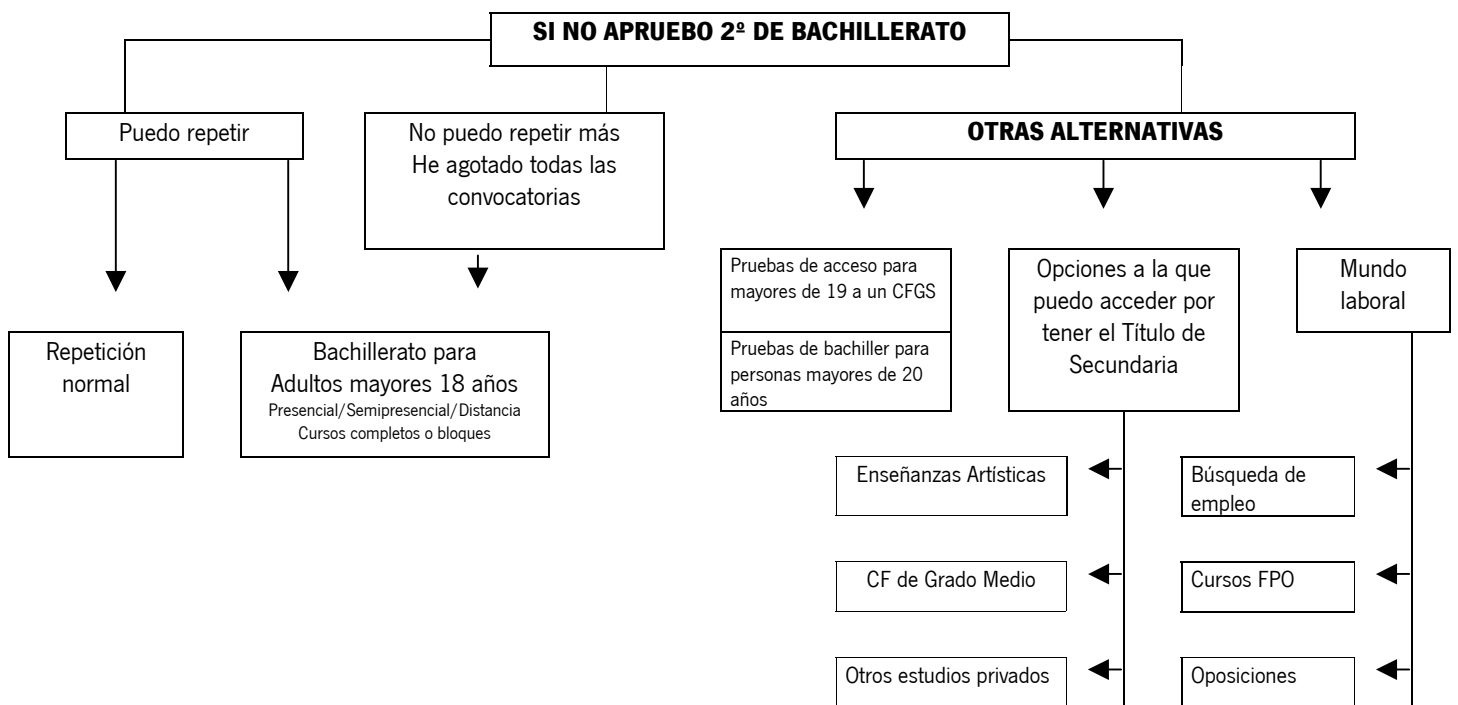 SI NO APRUEBO 2º DE BACHILLERATO
Puedo repetir
No puedo repetir más
He agotado todas las
convocatorias
OTRAS ALTERNATIVAS
Repetición
normal
Bachillerato para
Adultos mayores 18 años
Presencial/Semipresencial/Distancia
Cursos completos o bloques
Pruebas de acceso para
mayores de 19 a un CFGS
Pruebas de bachiller para
personas mayores de 20
años
Opciones a la que
puedo acceder por
tener el Título de
Secundaria
Mundo
laboral
Enseñanzas Artísticas
CF de Grado Medio
Otros estudios privados
Búsqueda de
empleo
Cursos FPO
Oposiciones